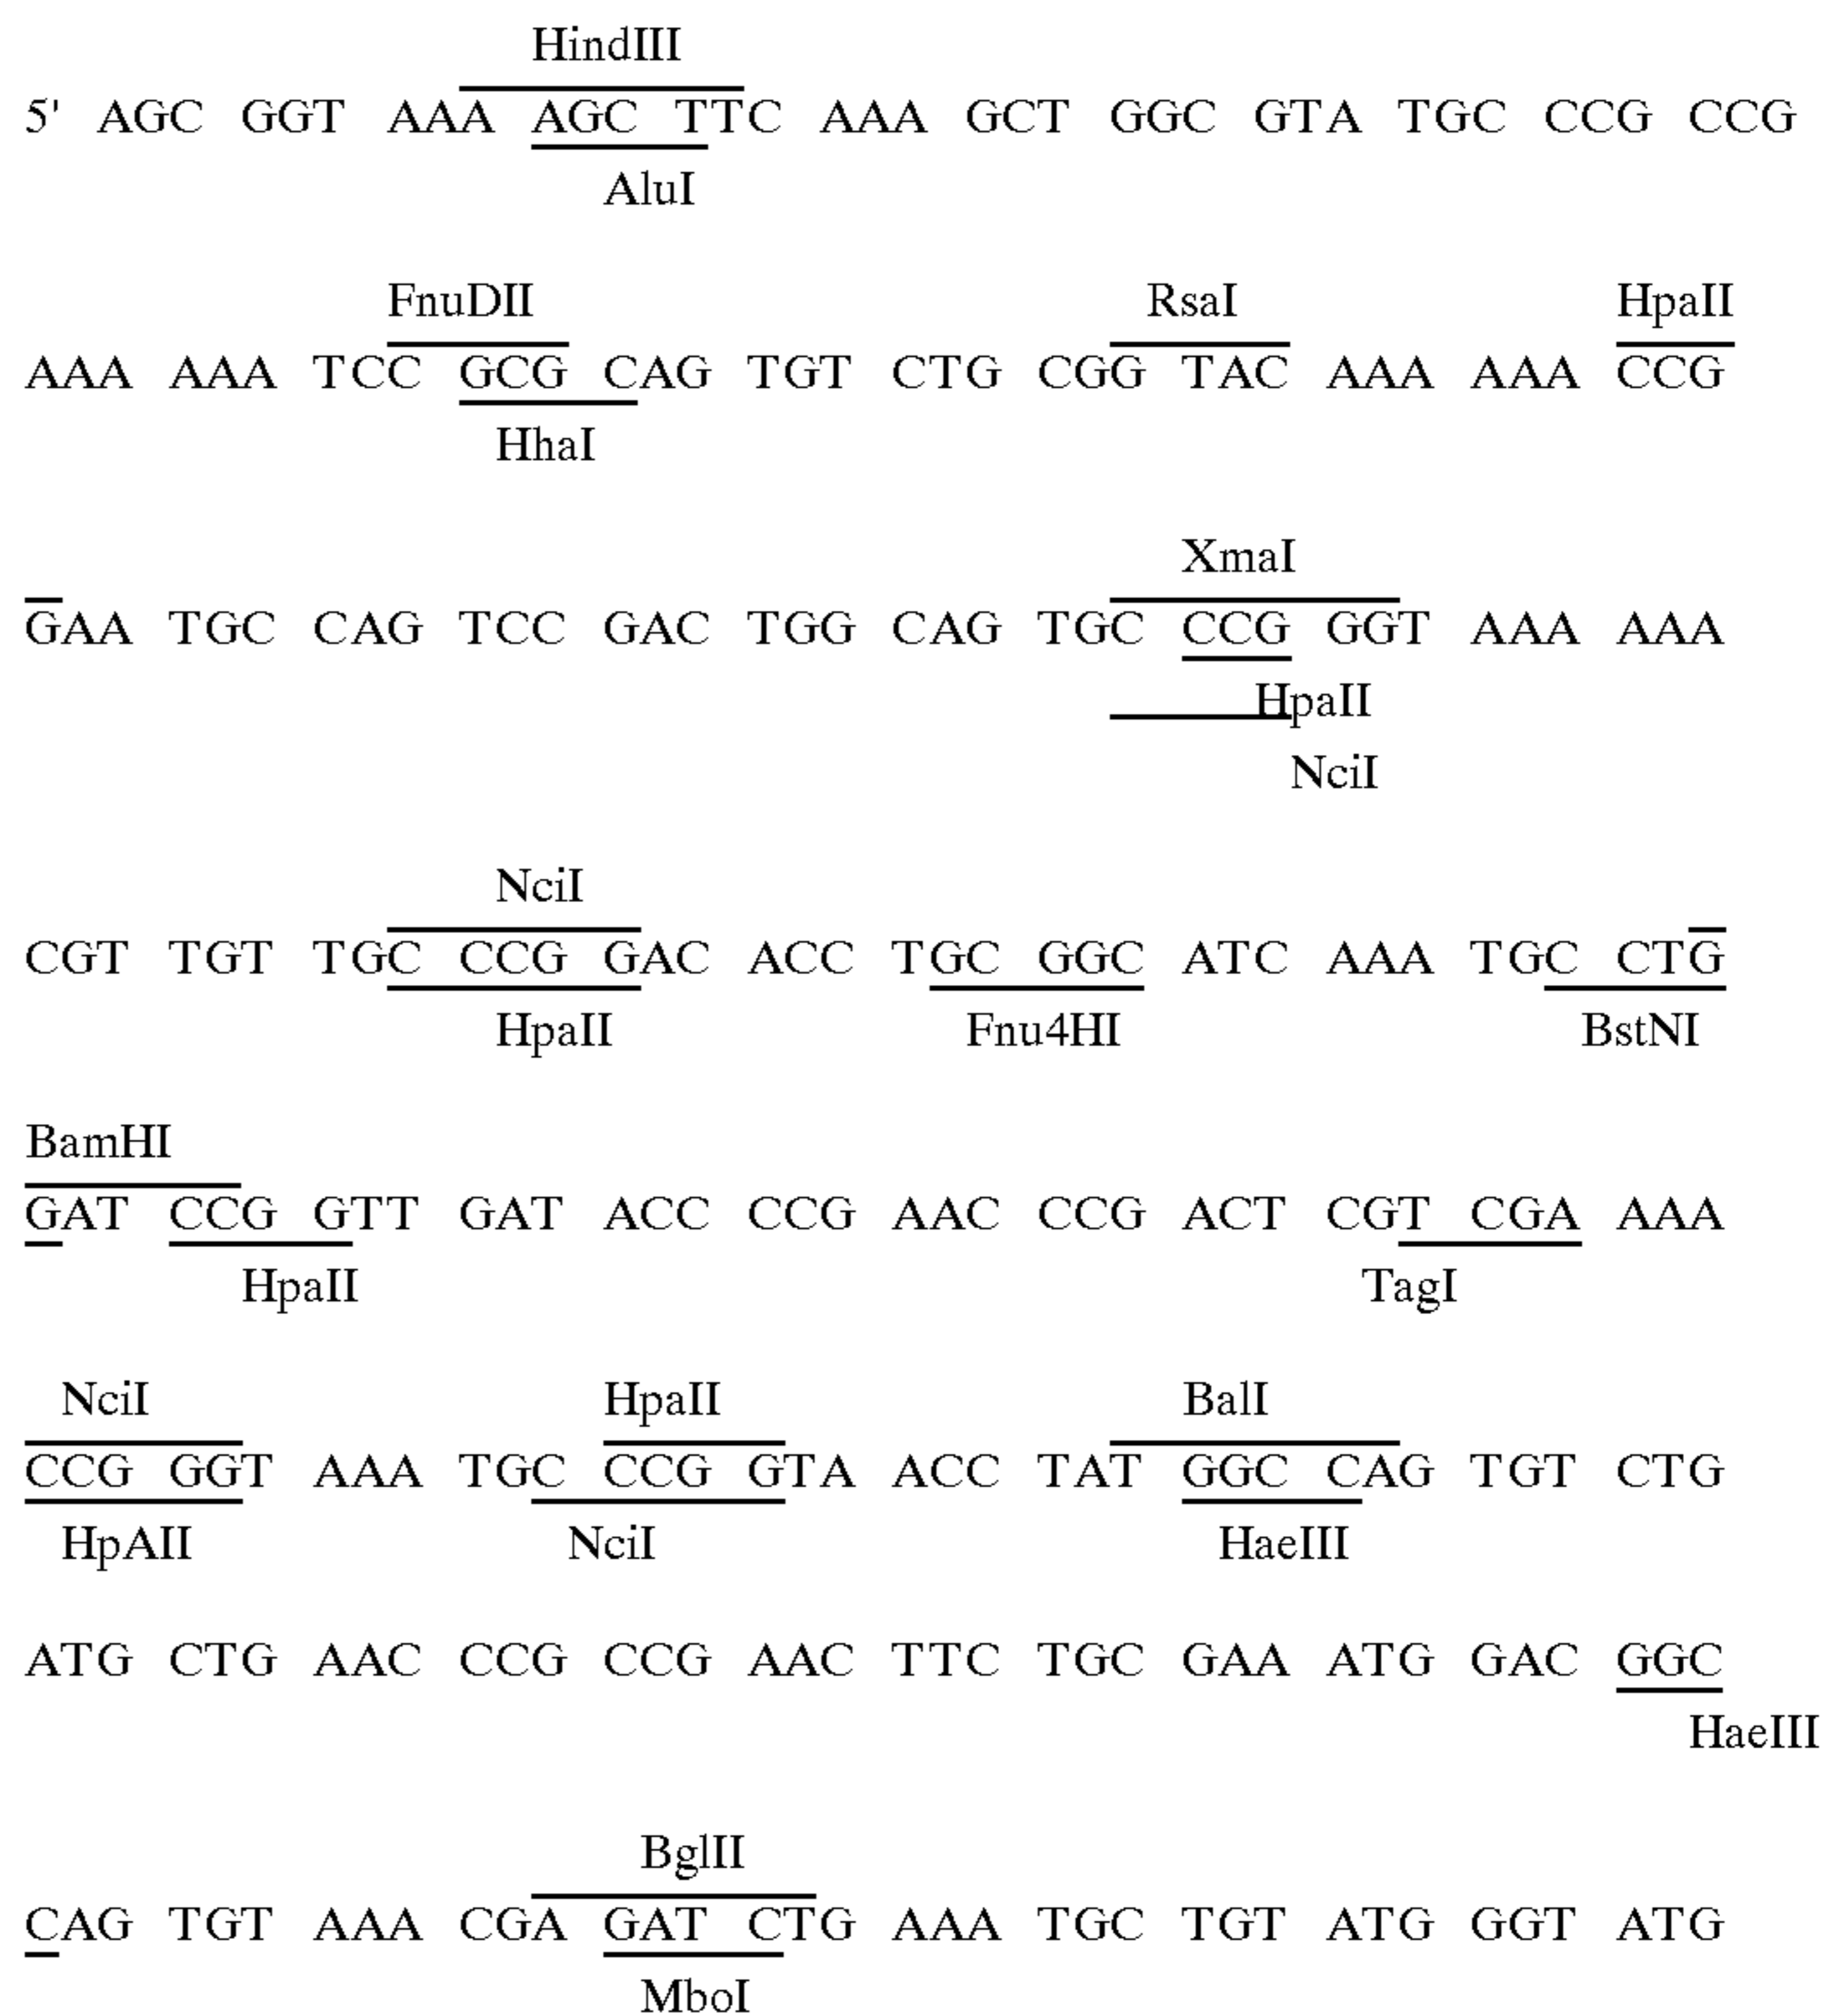 HindIII
5' AGC GGT AAA AGC TTC AAA GCT GGC GTA TGC CCG CCG
AluI
FnuDII RsaI HpaII
AAA AAA TCC GCG CAG TGT CTG CGG TAC AAA AAA CCG
HhaI
XmaI
GAA TGC CAG TCC GAC TGG CAG TGC CCG GGT AAA AAA
HpaII
NciI
NciI
CGT TGT TGC CCG GAC ACC TGC GGC ATC AAA TGC CTG
HpaII Fnu4HI BstNI
BamHI
GAT CCG GTT GAT ACC CCG AAC CCG ACT CGT CGA AAA
HpaII TagI
NciI HpaII BalI
CCG GGT AAA TGC CCG GTA ACC TAT GGC CAG TGT CTG
HpAII NciI HaeIII
ATG CTG AAC CCG CCG AAC TTC TGC GAA ATG GAC GGC
HaeIII
BglII
CAG TGT AAA CGA GAT CTG AAA TGC TGT ATG GGT ATG
MboI